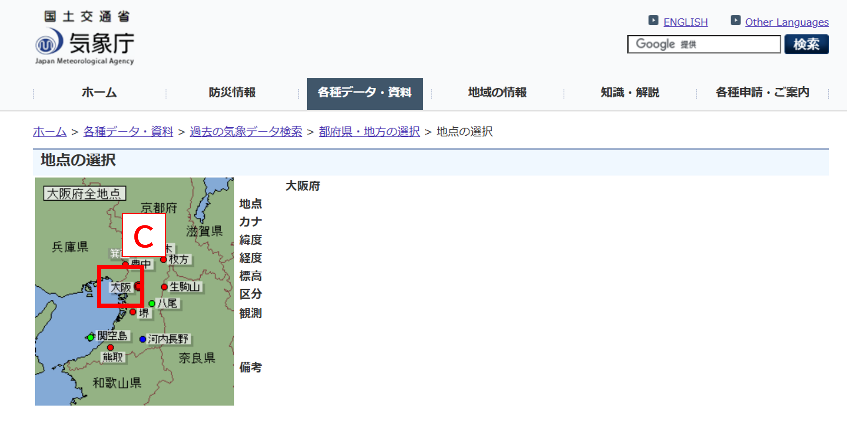 国土交通省
気象庁
Japan Meteorological Agency
ENGLISH
Other Languages
Google 提供
検索
ホーム
防災情報
各種データ・資料
地域の情報
知識・解説
各種申請・ご案内
ホーム > 各種データ・資料 > 過去の気象データ検索 > 都府県・地方の選択 > 地点の選択
地点の選択
大阪府全地点
京都府
滋賀県
兵庫県
C
枚方
豊中
大阪
生駒山
八尾
堺
関空島
河内長野
熊取
奈良県
和歌山県
大阪府
地点
カナ
緯度
経度
標高
区分
観測
備考